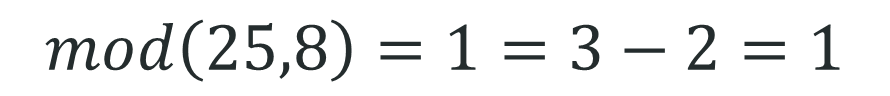 mod(25,8) = 1 = 3 − 2 = 1